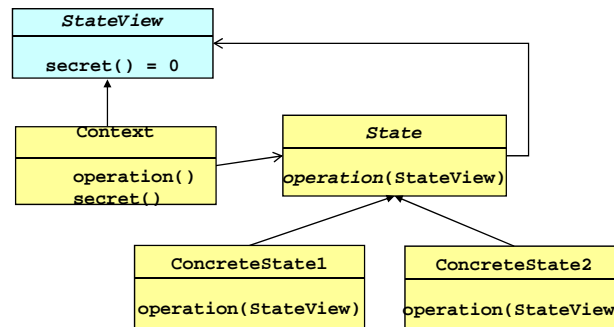 StateView
secret() = 0
Context
operation()
secret()
State
operation(StateView)
ConcreteState1
operation(StateView)
ConcreteState2
operation(StateView